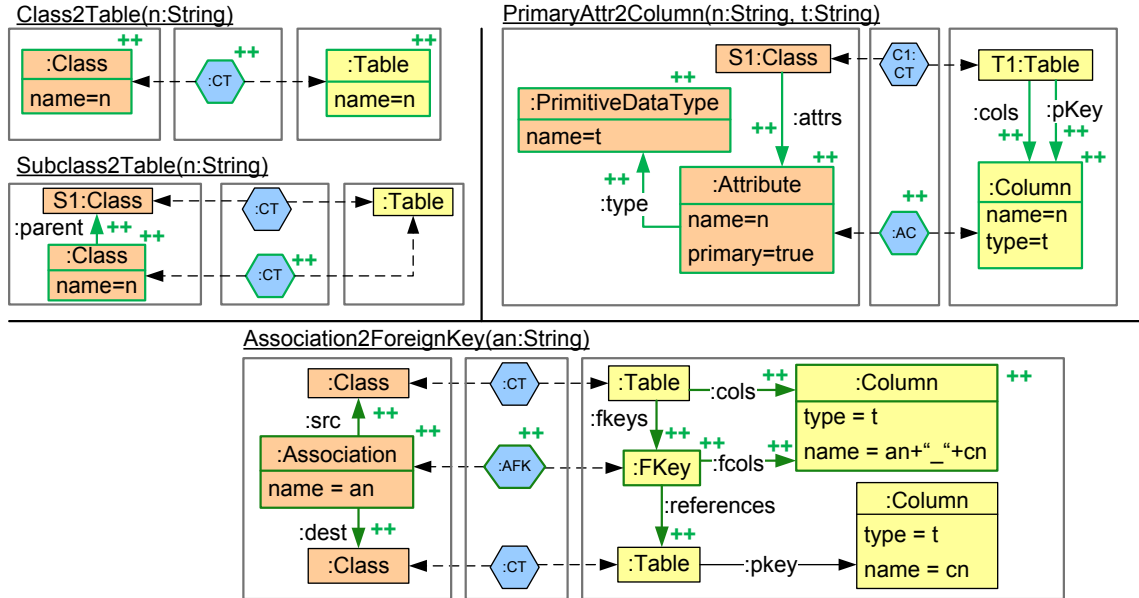 Class2Table(n:String)
++
++
++
:Class
name=n
:CT
:Table
name=n
Subclass2Table(n:String)
S1:Class
:CT
:Table
:parent
++
++
:Class
name=n
++
:CT
PrimaryAttr2Column(n:String, t:String)
S1:Class
C1:
CT
T1:Table
++
:PrimitiveDataType
name=t
:attrs
++
:cols
:pKey
++
++
++
++
++
:type
:Attribute
name=n
primary=true
++
:AC
:Column
name=n
type=t
Association2ForeignKey(an:String)
:Class
:CT
:Table
:cols
++
:Column
type = t
name = an+“_“+cn
++
:src
++
++
++
:fkeys
++
:Association
name = an
:AFK
:FKey
++
:fcols
++
:dest
++
:references
++
:Class
:CT
:Table
:pkey
:Column
type = t
name = cn